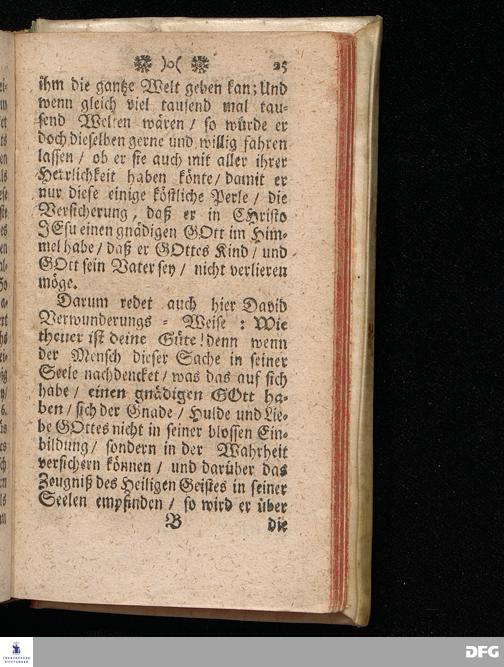 )o( 25
ihm die gantze Welt geben kan; Und
wenn gleich viel tausend mal tau-
send Welten wären / so würde er
doch dieselben gerne und willig fahren
lassen / ob er sie auch mit aller ihrer
Herrlichkeit haben könte / damit er
nur diese einige köstliche Perle / die
Versicherung, daß er in CHristo
JEsu einen gnädigen GOtt im Him-
mel habe / daß er GOttes Kind / und
GOtt sein Vater sey / nicht verlieren
möge.
Darum redet auch hier David
Verwunderungs-Weise: Wie
theuer ist deine Güte! denn wenn
der Mensch dieser Sache in seiner
Seele nachdencket / was das auf sich
habe / einen gnädigen GOtt ha-
ben / sich der Gnade / Hulde und Lie-
be GOttes nicht in seiner blossen Ein-
bildung / sondern in der Wahrheit
versichern können / und darüber das
Zeugniß des Heiligen Geistes in seiner
Seelen empfinden / so wird er über
B die
FRANCKESCHE
STIFTUNGEN
DFG